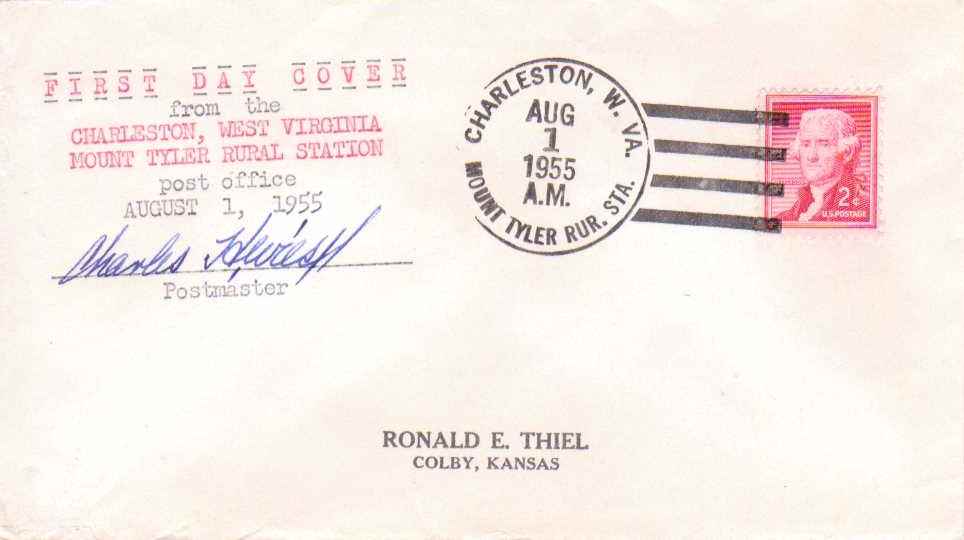 FIRST DAY COVER
from the
CHARLESTON, WEST VIRGINIA
MOUNT TYLER RURAL STATION
post office
AUGUST 1, 1955
Charles
Postmaster
CHARLESTON, W. VA.
AUG
1
1955
A.M.
MOUNT TYLER RUR. STA.
2¢
U.S. POSTAGE
RONALD E. THIEL
COLBY, KANSAS